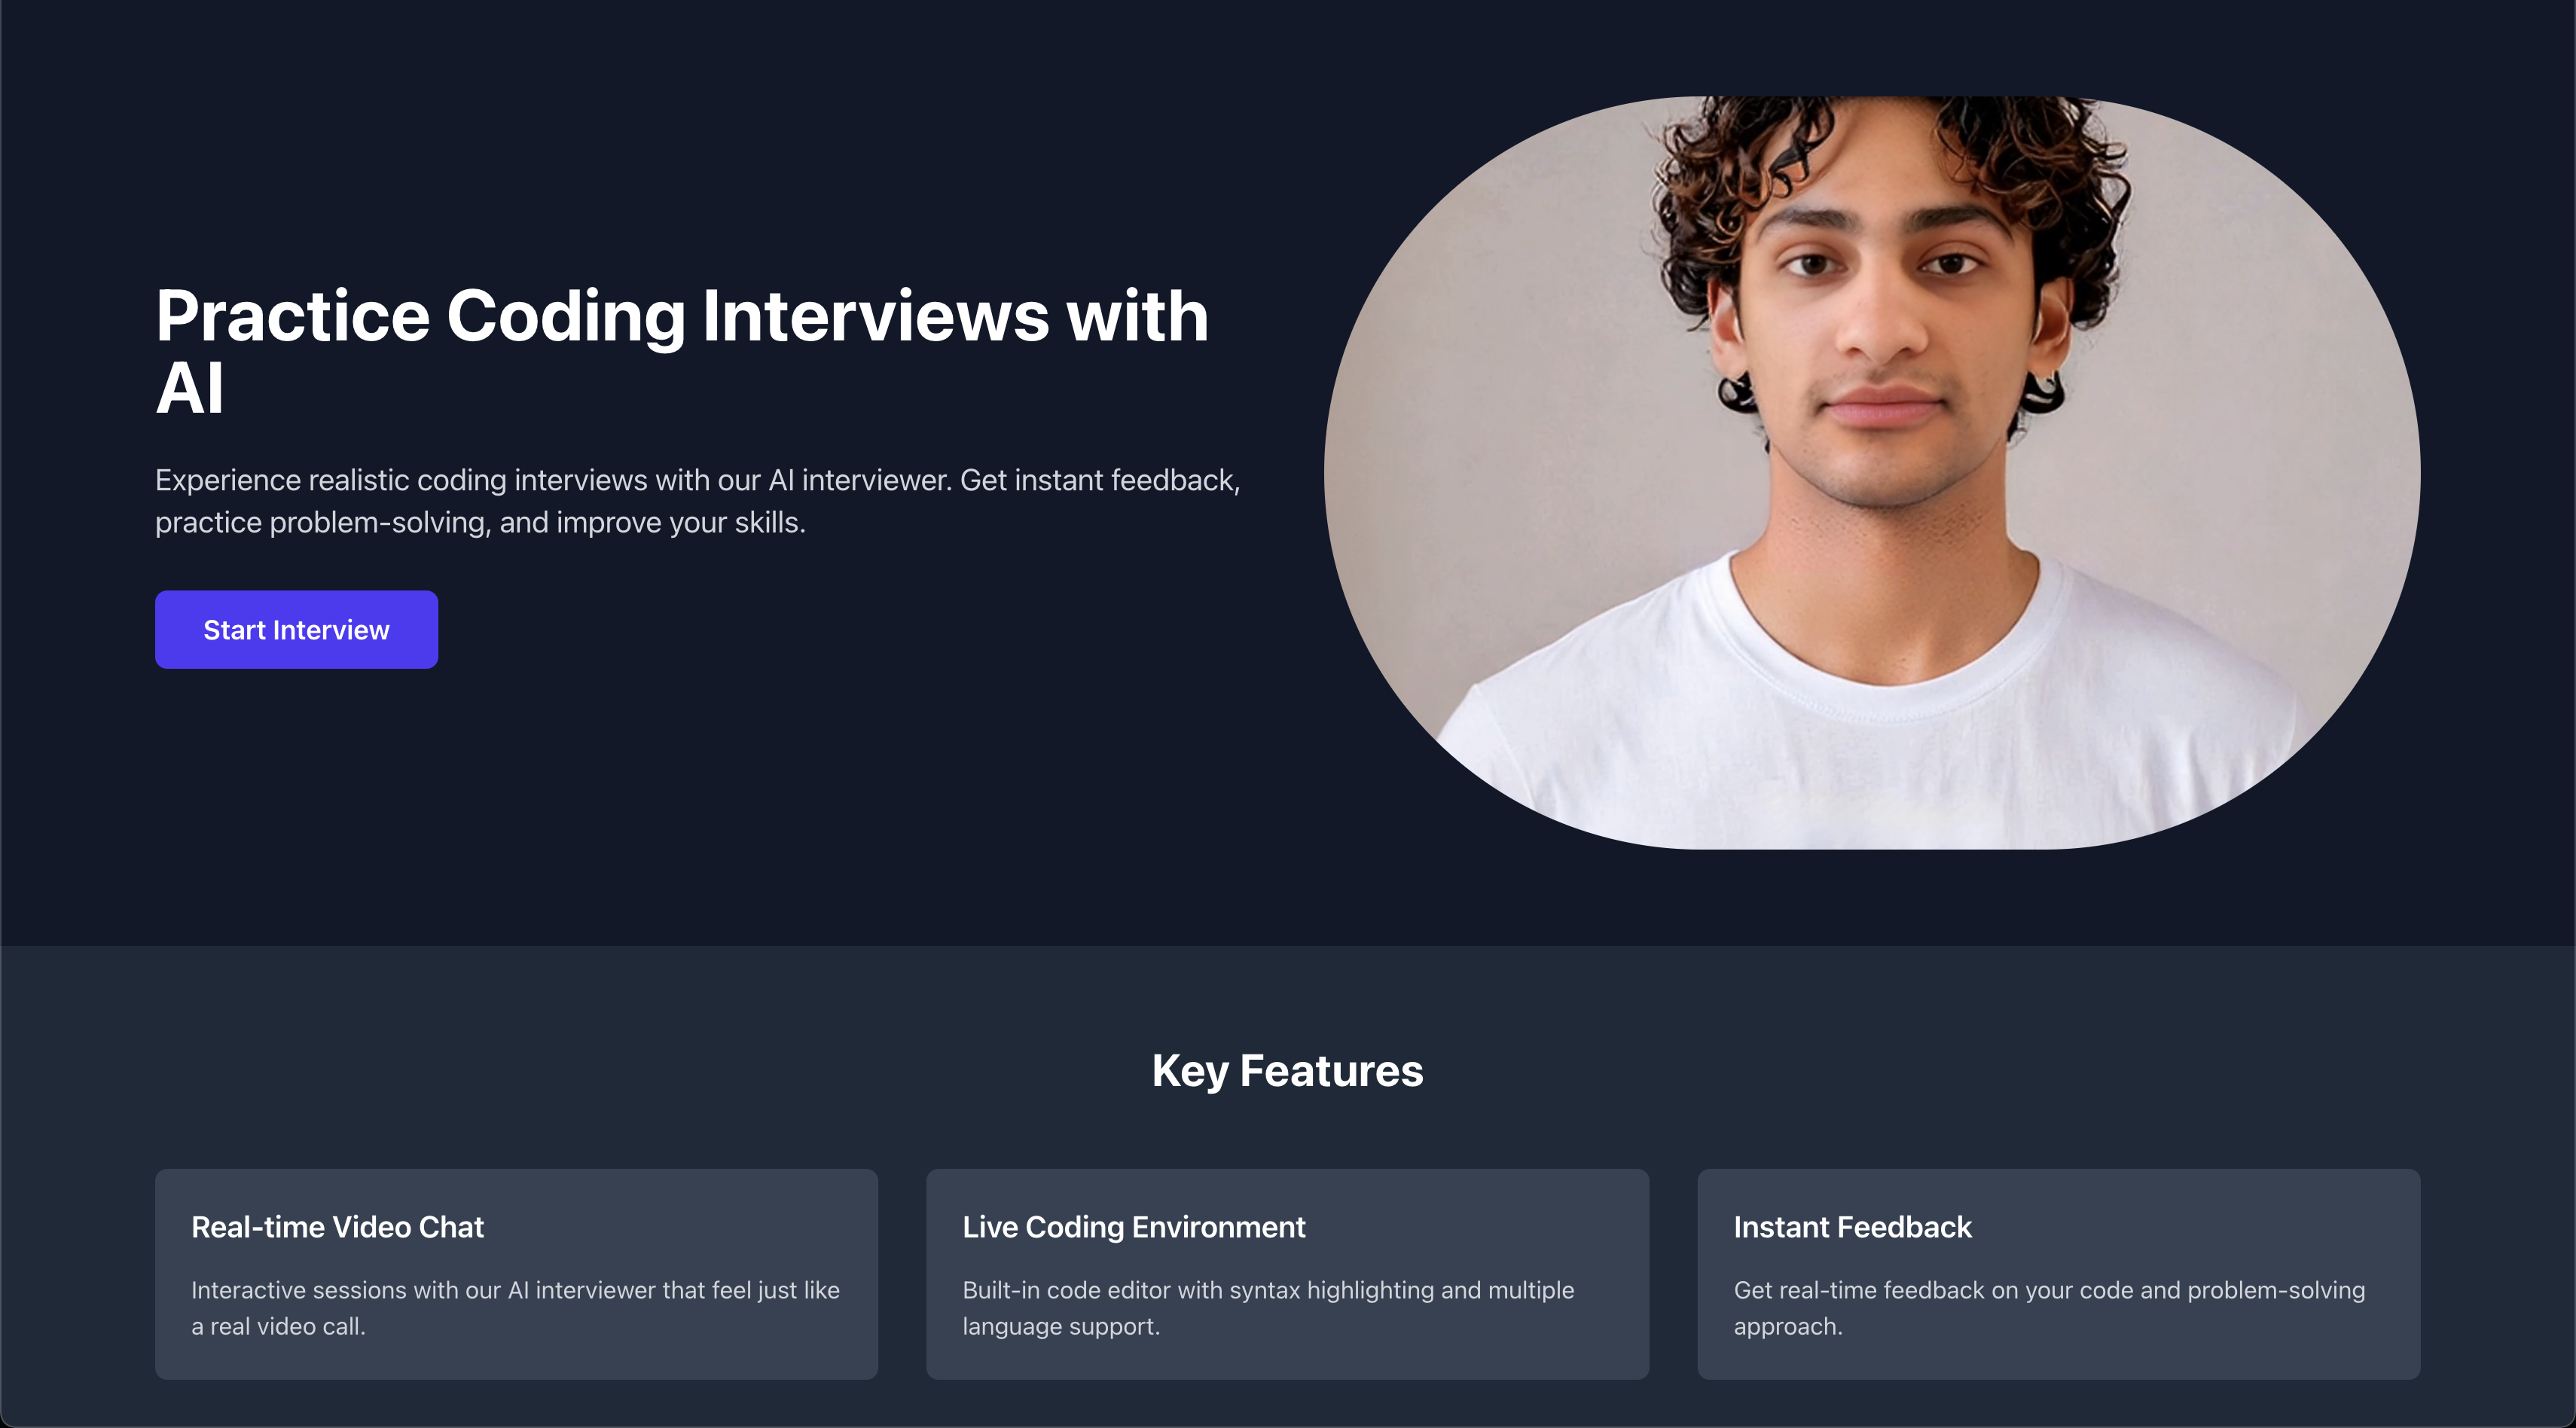 Practice Coding Interviews with
AI
Experience realistic coding interviews with our AI interviewer. Get instant feedback,
practice problem-solving, and improve your skills.
Start Interview
Key Features
Real-time Video Chat
Interactive sessions with our AI interviewer that feel just like
a real video call.
Live Coding Environment
Built-in code editor with syntax highlighting and multiple
language support.
Instant Feedback
Get real-time feedback on your code and problem-solving
approach.